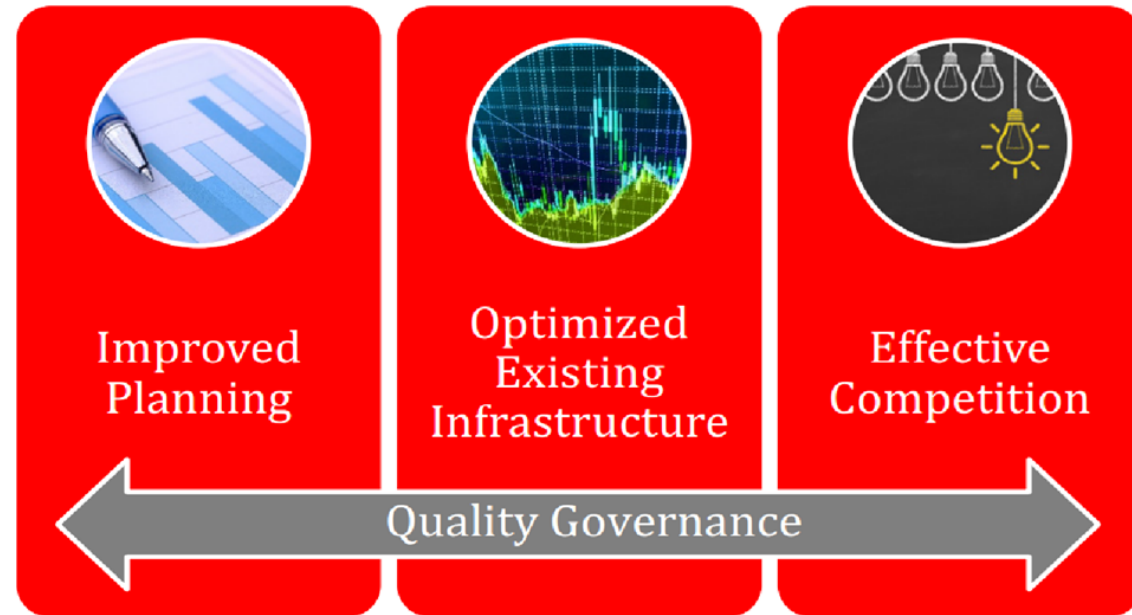 Improved
Planning
Optimized
Existing
Infrastructure
Effective
Competition
Quality Governance